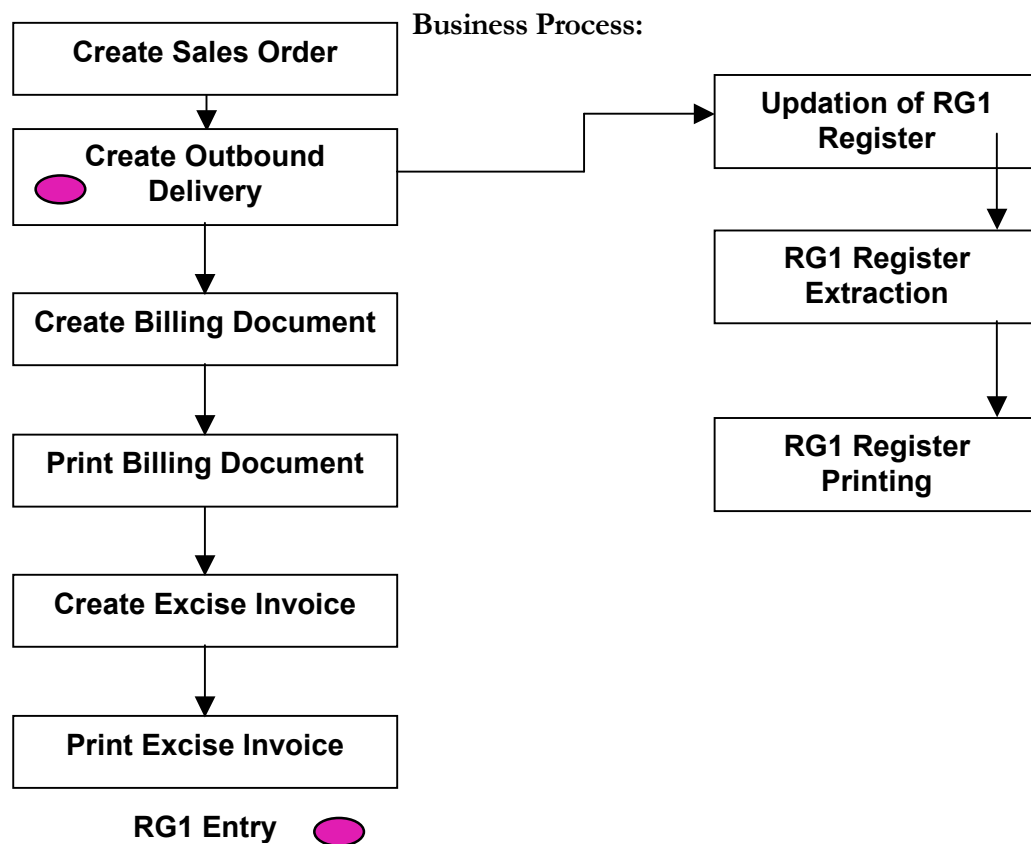 Business Process:
Create Sales Order
Create Outbound
Delivery
Create Billing Document
Print Billing Document
Create Excise Invoice
Print Excise Invoice
RG1 Entry
Updation of RG1
Register
RG1 Register
Extraction
RG1 Register
Printing